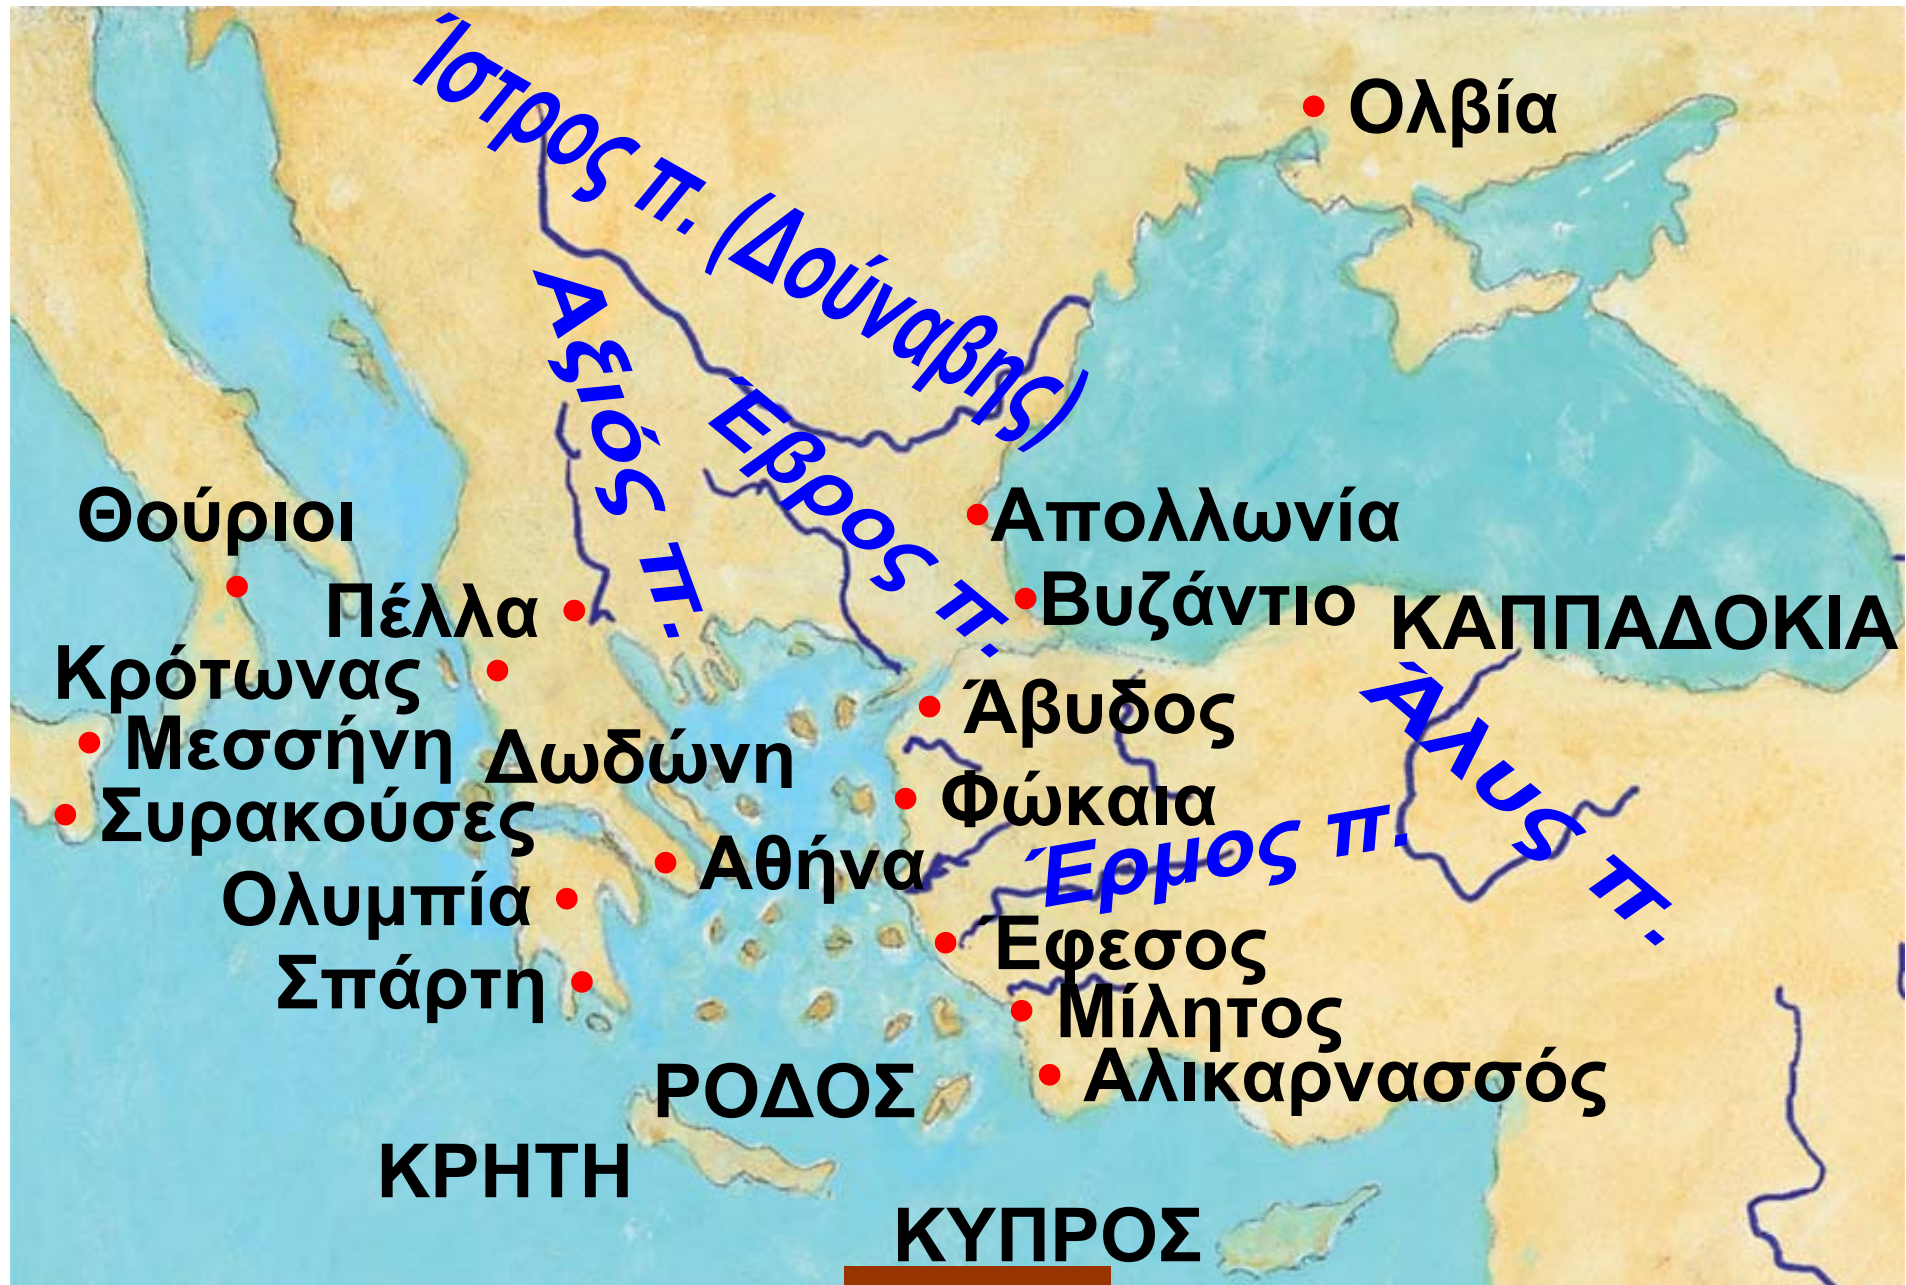 Ίστρος π. (Δούναβης)
Ολβία
Αξιός π.
Έβρος π.
Θούριοι
Απολλωνία
Πέλλα
Βυζάντιο
ΚΑΠΠΑΔΟΚΙΑ
Κρότωνας
Άβυδος
Άλυς π.
Μεσσήνη
Δωδώνη
Φώκαια
Συρακούσες
Έρμος π.
Αθήνα
Ολυμπία
Έφεσος
Σπάρτη
Μίλητος
Αλικαρνασσός
ΡΟΔΟΣ
ΚΡΗΤΗ
ΚΥΠΡΟΣ